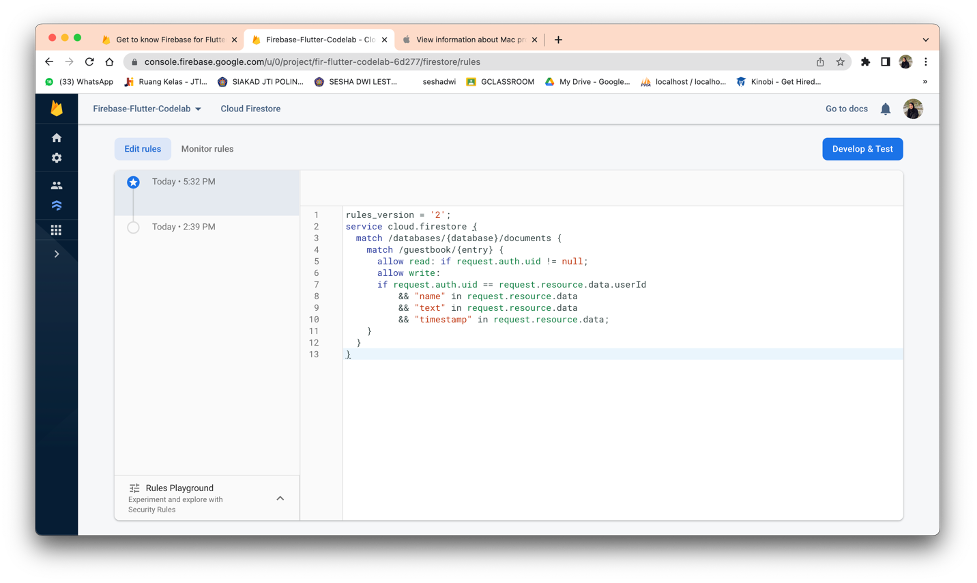 Get to know Firebase for Flutte
Firebase-Flutter-Codelab - Clo
View information about Mac pr
console.firebase.google.com/u/0/project/fir-flutter-codelab-6d277/firestore/rules
(33) WhatsApp
Ruang Kelas - JTI...
SIAKAD JTI POLIN...
SESHA DWI LEST...
seshadwi
GCLASSROOM
My Drive - Google...
localhost / localho...
Kinobi - Get Hired...
»
Firebase-Flutter-Codelab
Cloud Firestore
Go to docs
Edit rules
Monitor rules
Develop & Test
Today • 5:32 PM
Today • 2:39 PM
1 rules_version = '2';
2 service cloud.firestore {
3 match /databases/{database}/documents {
4 match /guestbook/{entry} {
5 allow read: if request.auth.uid != null;
6 allow write:
7 if request.auth.uid == request.resource.data.userId
8 && "name" in request.resource.data
9 && "text" in request.resource.data
10 && "timestamp" in request.resource.data;
11 }
12 }
13 }
Rules Playground
Experiment and explore with
Security Rules